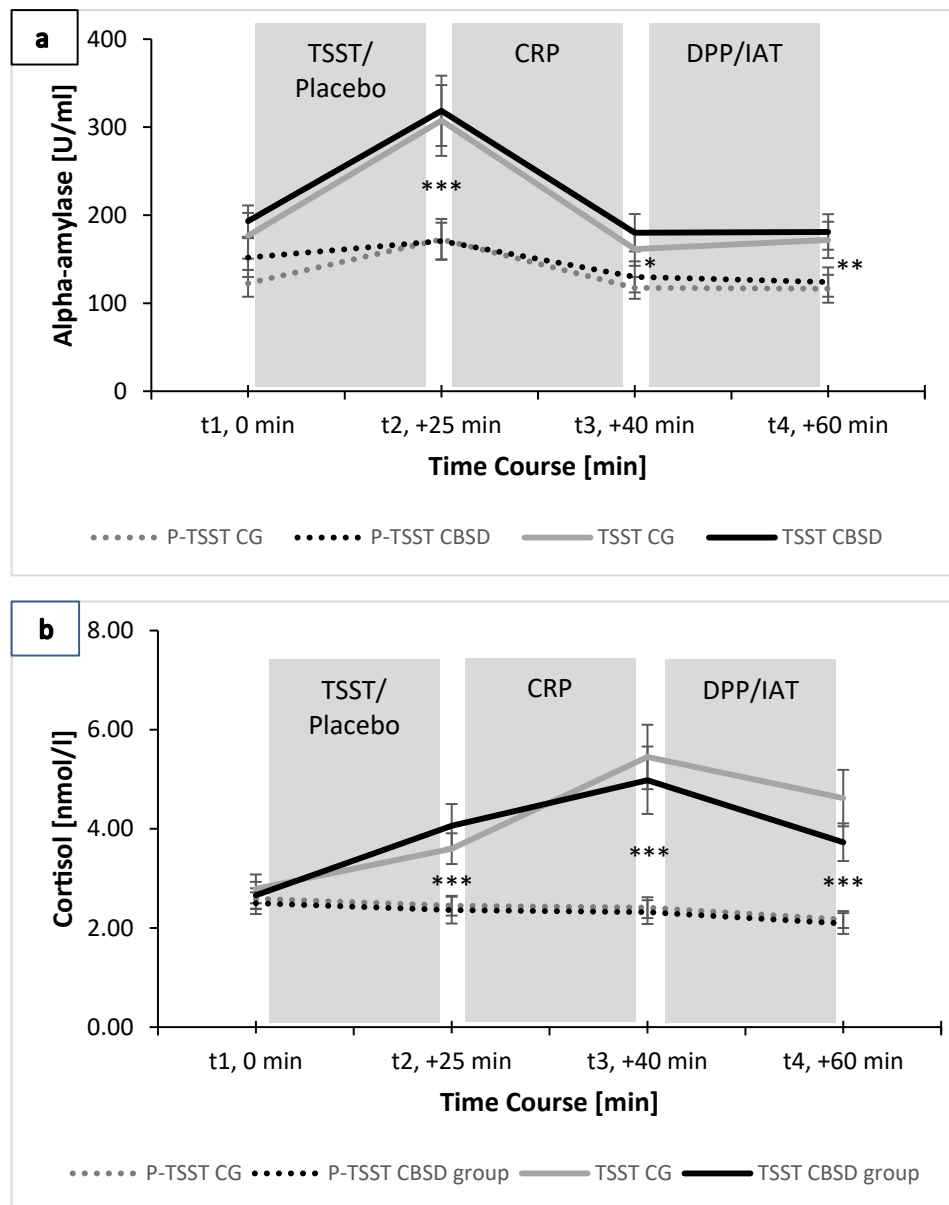 a
400
300
200
100
0
Alpha-amylase [U/ml]
TSST/
Placebo
CRP
DPP/IAT
***
*
**
t1, 0 min
t2, +25 min
t3, +40 min
t4, +60 min
Time Course [min]
P-TSST CG
P-TSST CBSD
TSST CG
TSST CBSD
b
8.00
6.00
4.00
2.00
0.00
Cortisol [nmol/l]
TSST/
Placebo
CRP
DPP/IAT
***
***
***
t1, 0 min
t2, +25 min
t3, +40 min
t4, +60 min
Time Course [min]
P-TSST CG
P-TSST CBSD group
TSST CG
TSST CBSD group